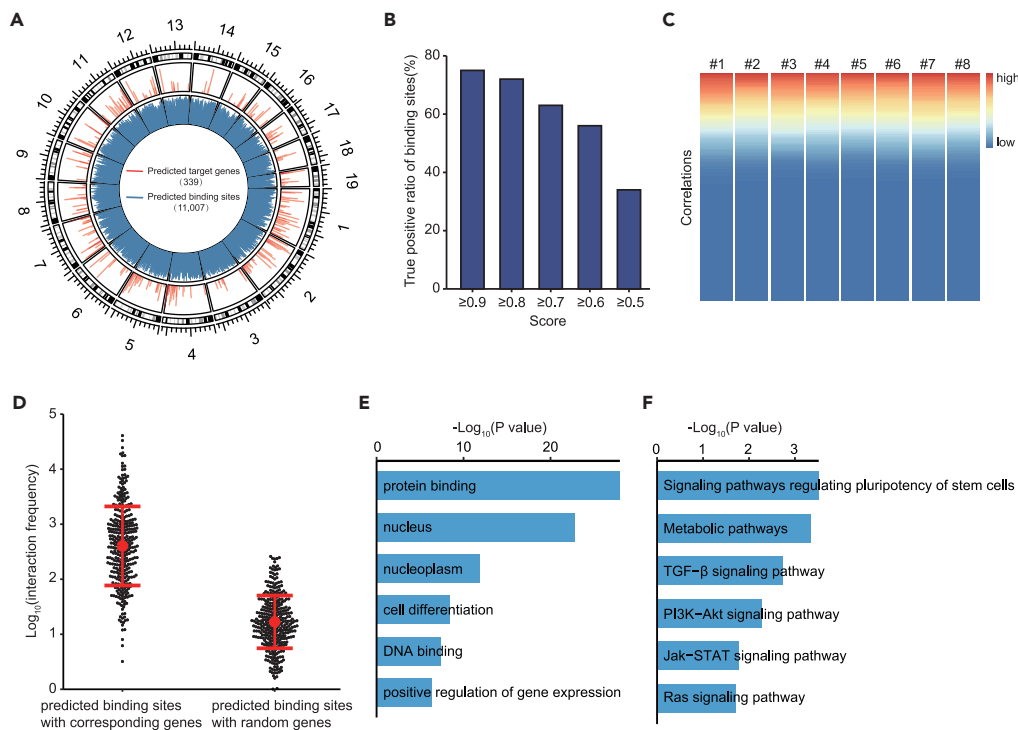 A
1
2
3
4
5
6
7
8
9
10
11
12
13
14
15
16
17
18
19
Predicted target genes
(339)
Predicted binding sites
(11,007)
B
True positive ratio of binding sites(%)
80
60
40
20
0
≥0.9 ≥0.8 ≥0.7 ≥0.6 ≥0.5
Score
C
#1 #2 #3 #4 #5 #6 #7 #8
Correlations
high
low
D
Log10(interaction frequency)
5
4
3
2
1
0
predicted binding sites
with corresponding genes
predicted binding sites
with random genes
E
-Log10(P value)
0 10 20
protein binding
nucleus
nucleoplasm
cell differentiation
DNA binding
positive regulation of gene expression
F
-Log10(P value)
0 1 2 3
Signaling pathways regulating pluripotency of stem cells
Metabolic pathways
TGF−β signaling pathway
PI3K−Akt signaling pathway
Jak−STAT signaling pathway
Ras signaling pathway